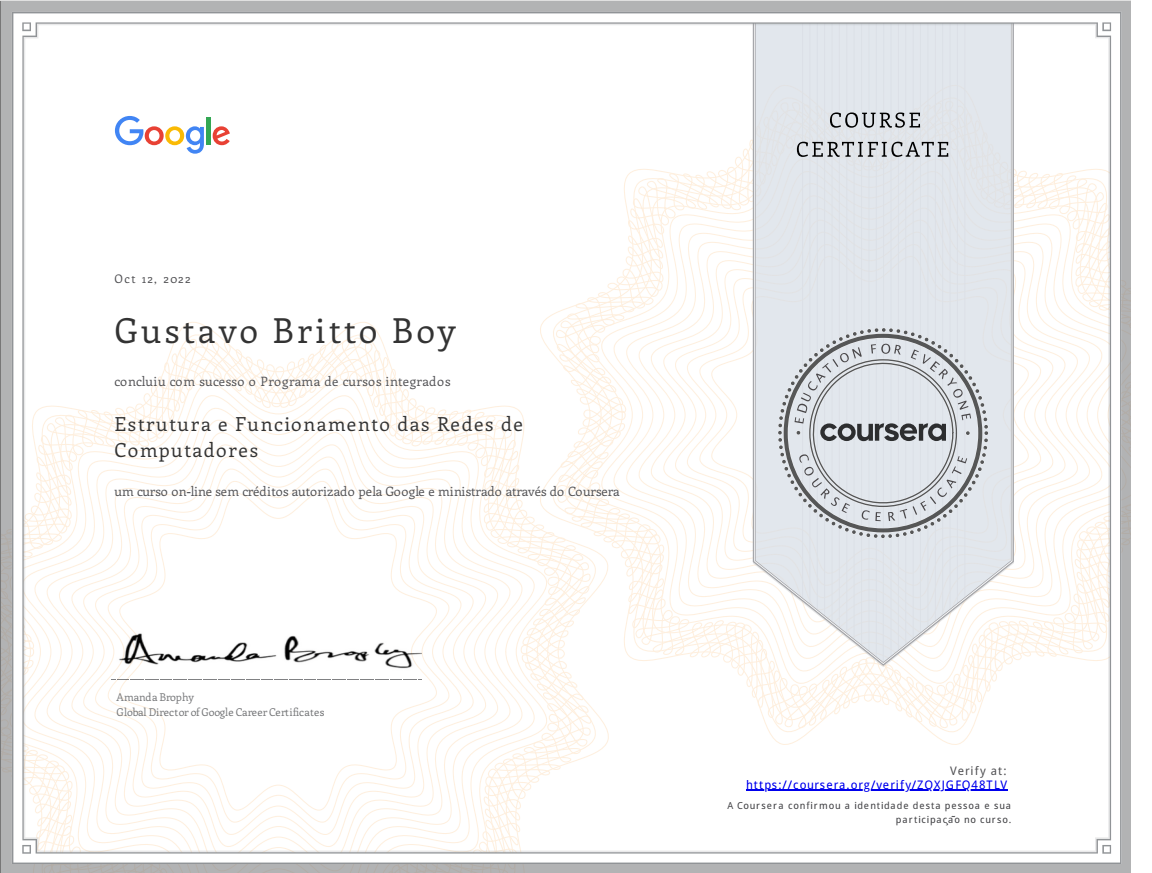 Google
COURSE
CERTIFICATE
Oct 12, 2022
Gustavo Britto Boy
concluiu com sucesso o Programa de cursos integrados
Estrutura e Funcionamento das Redes de
Computadores
um curso on-line sem créditos autorizado pela Google e ministrado através do Coursera
EDUCATION FOR EVERYONE
coursera
COURSE CERTIFICATE
Amanda Brophy
Amanda Brophy
Global Director of Google Career Certificates
Verify at:
https://coursera.org/verify/ZQXJGFQ48TLV
A Coursera confirmou a identidade desta pessoa e sua
participação no curso.